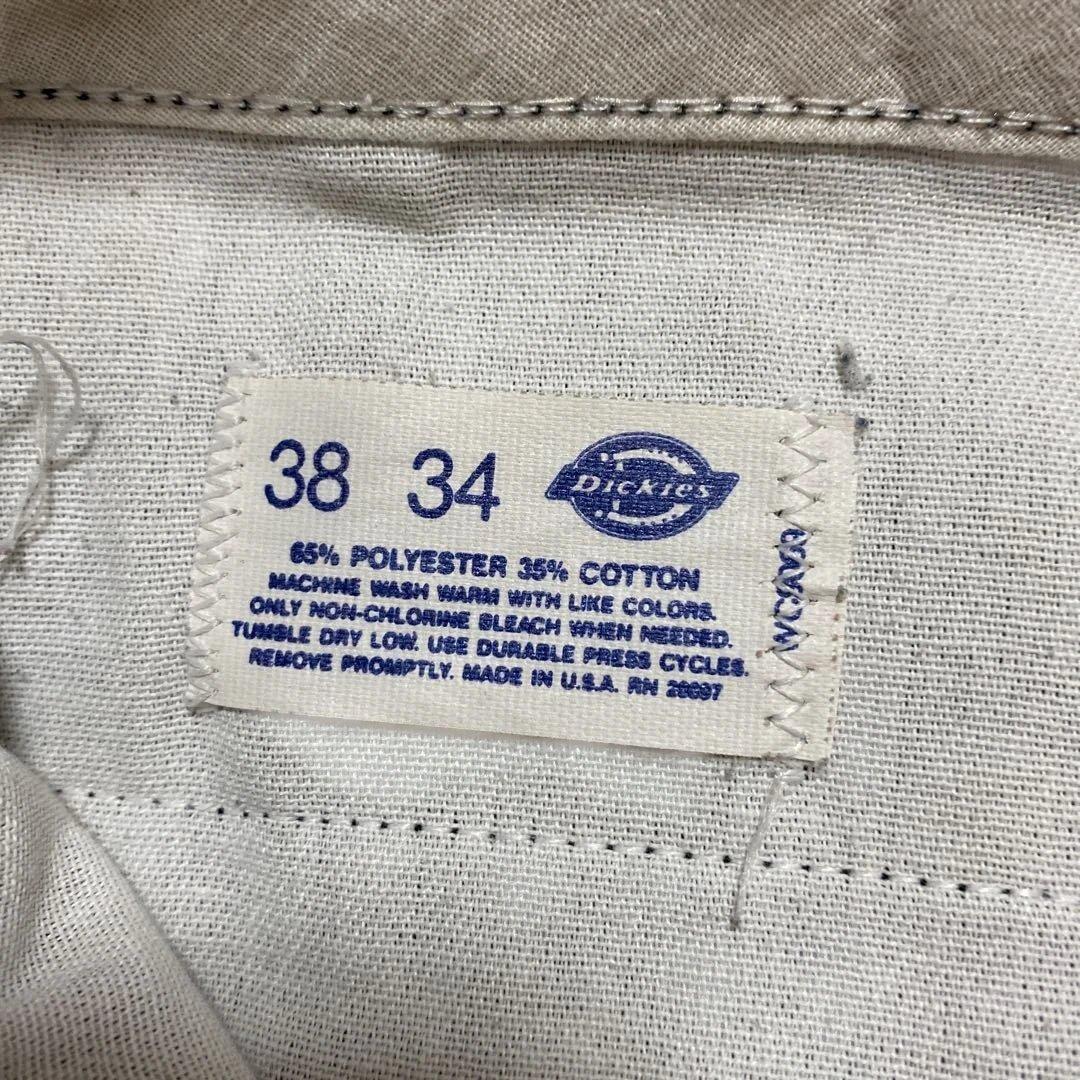 38 34 Dickies
65% POLYESTER 35% COTTON
MACHINE WASH WARM WITH LIKE COLORS.
ONLY NON-CHLORINE BLEACH WHEN NEEDED.
TUMBLE DRY LOW. USE DURABLE PRESS CYCLES.
REMOVE PROMPTLY. MADE IN U.S.A. RN 20697